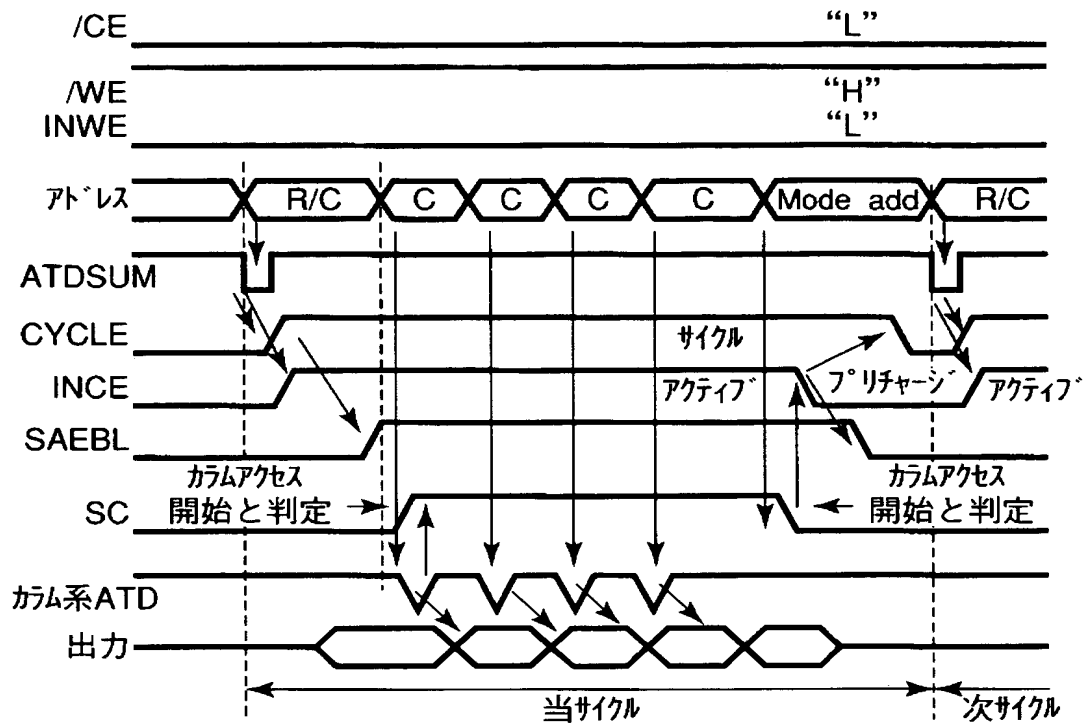 /CE “L”
/WE “H”
INWE “L”
ｱﾄﾞﾚｽ R/C C C C C Mode add R/C
ATDSUM
CYCLE ｻｲｸﾙ
INCE ｱｸﾃｨﾌﾞ ﾌﾟﾘﾁｬｰｼﾞ ｱｸﾃｨﾌﾞ
SAEBL
ｶﾗﾑｱｸｾｽ ｶﾗﾑｱｸｾｽ
SC 開始と判定 開始と判定
ｶﾗﾑ系ATD
出力
当ｻｲｸﾙ 次ｻｲｸﾙ